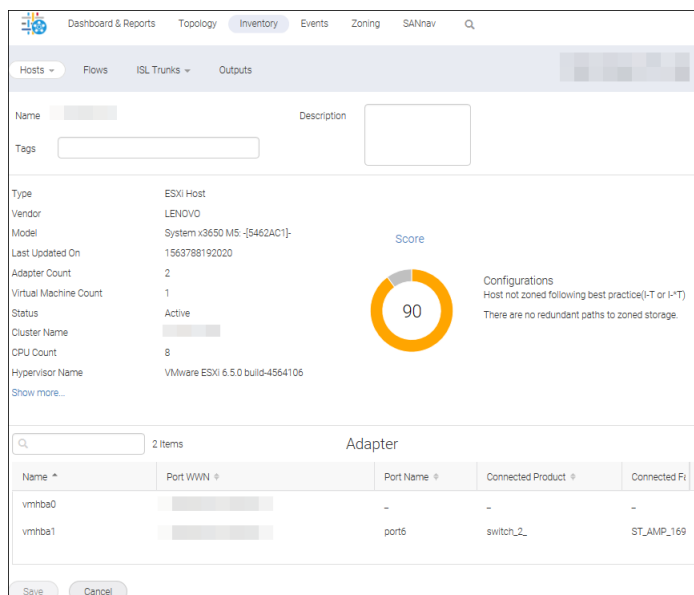 Dashboard & Reports Topology Inventory Events Zoning SANnav
Hosts Flows ISL Trunks Outputs
Name Description
Tags
Type ESXi Host
Vendor LENOVO
Model System x3650 M5: -[5462AC1]-
Last Updated On 1563788192020
Adapter Count 2
Virtual Machine Count 1
Status Active
Cluster Name
CPU Count 8
Hypervisor Name VMware ESXi 6.5.0 build-4564106
Show more...
Score
90
Configurations
Host not zoned following best practice(I-T or I-*T)
There are no redundant paths to zoned storage.
2 Items Adapter
Name Port WWN Port Name Connected Product Connected Fa
vmhba0 – – –
vmhba1 port6 switch_2_ ST_AMP_169
Save Cancel